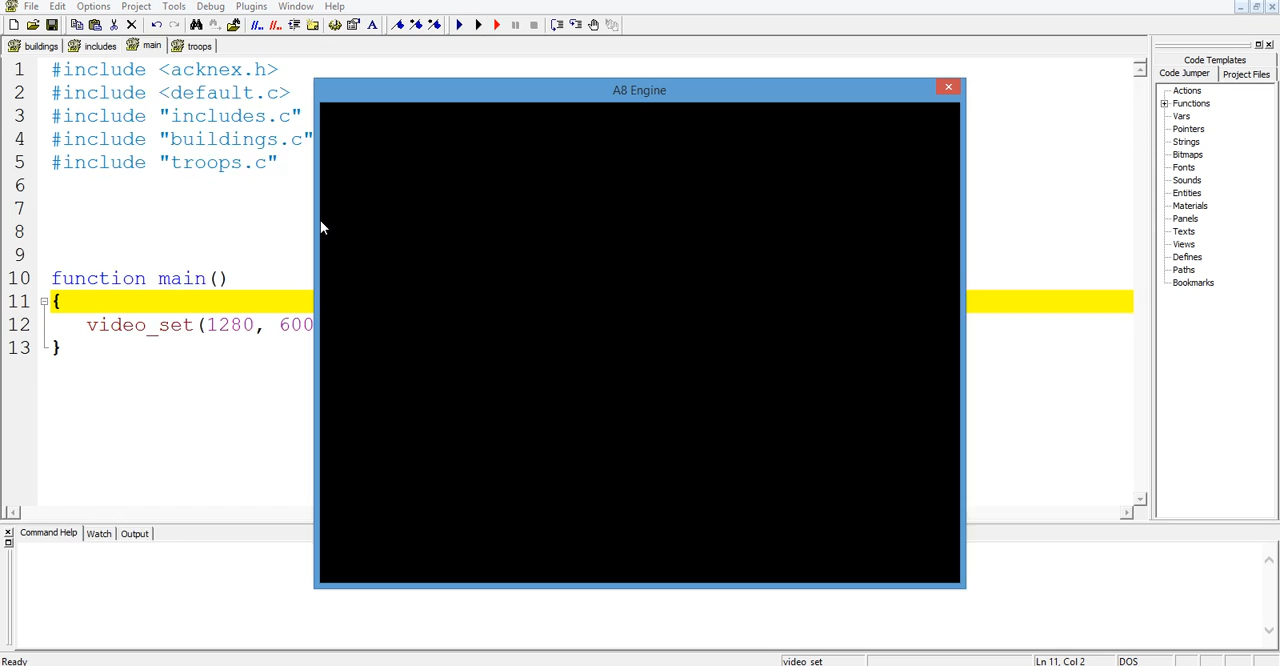 File Edit Options Project Tools Debug Plugins Window Help
buildings includes main troops
1 #include <acknex.h>
2 #include <default.c>
3 #include "includes.c"
4 #include "buildings.c"
5 #include "troops.c"
6
7
8
9
10 function main()
11 {
12 video_set(1280, 600
13 }
A8 Engine
Code Templates
Code Jumper Project Files
Actions
Functions
Vars
Pointers
Strings
Bitmaps
Fonts
Sounds
Entities
Materials
Panels
Texts
Views
Defines
Paths
Bookmarks
Command Help Watch Output
Ready video set Ln 11, Col 2 DOS